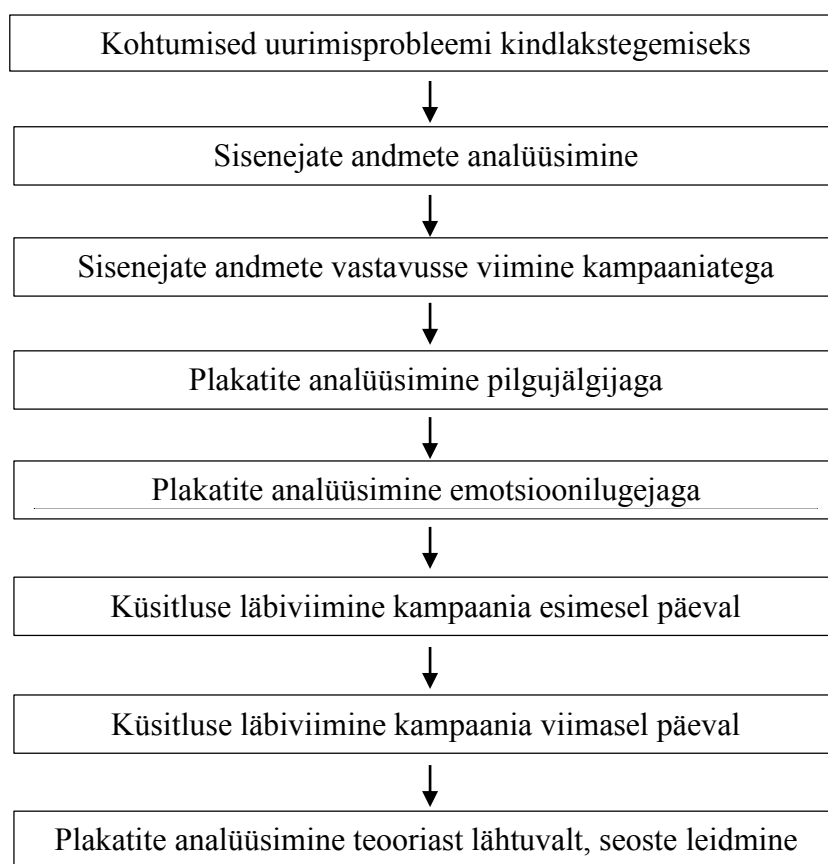 Kohtumised uurimisprobleemi kindlakstegemiseks
Sisenejate andmete analüüsimine
Sisenejate andmete vastavusse viimine kampaaniatega
Plakatite analüüsimine pilgujälgijaga
Plakatite analüüsimine emotsioonilugejaga
Küsitluse läbiviimine kampaania esimesel päeval
Küsitluse läbiviimine kampaania viimasel päeval
Plakatite analüüsimine teooriast lähtuvalt, seoste leidmine